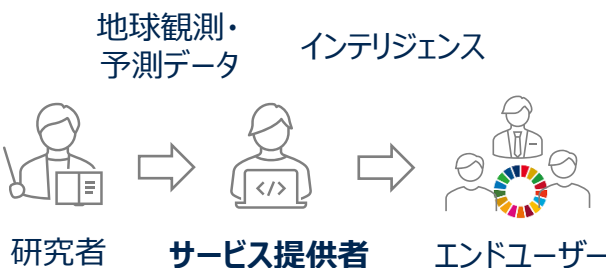 地球観測・
予測データ
インテリジェンス
</>
研究者
サービス提供者
エンドユーザー